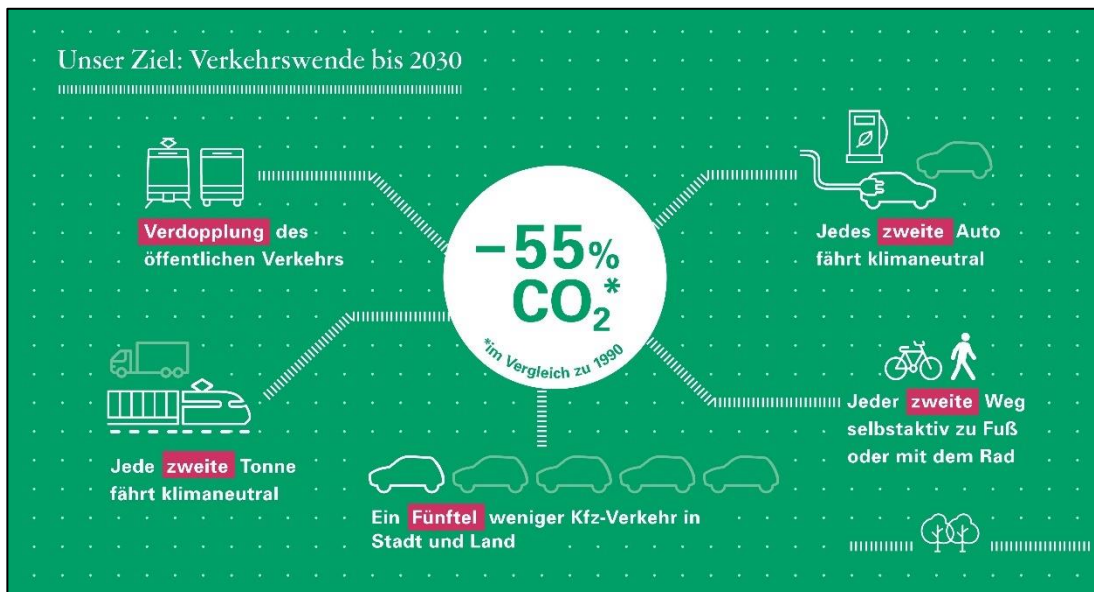 Unser Ziel: Verkehrswende bis 2030
Verdopplung des
öffentlichen Verkehrs
Jedes zweite Auto
fährt klimaneutral
–55%
CO₂*
*im Vergleich zu 1990
Jede zweite Tonne
fährt klimaneutral
Jeder zweite Weg
selbstaktiv zu Fuß
oder mit dem Rad
Ein Fünftel weniger Kfz-Verkehr in
Stadt und Land